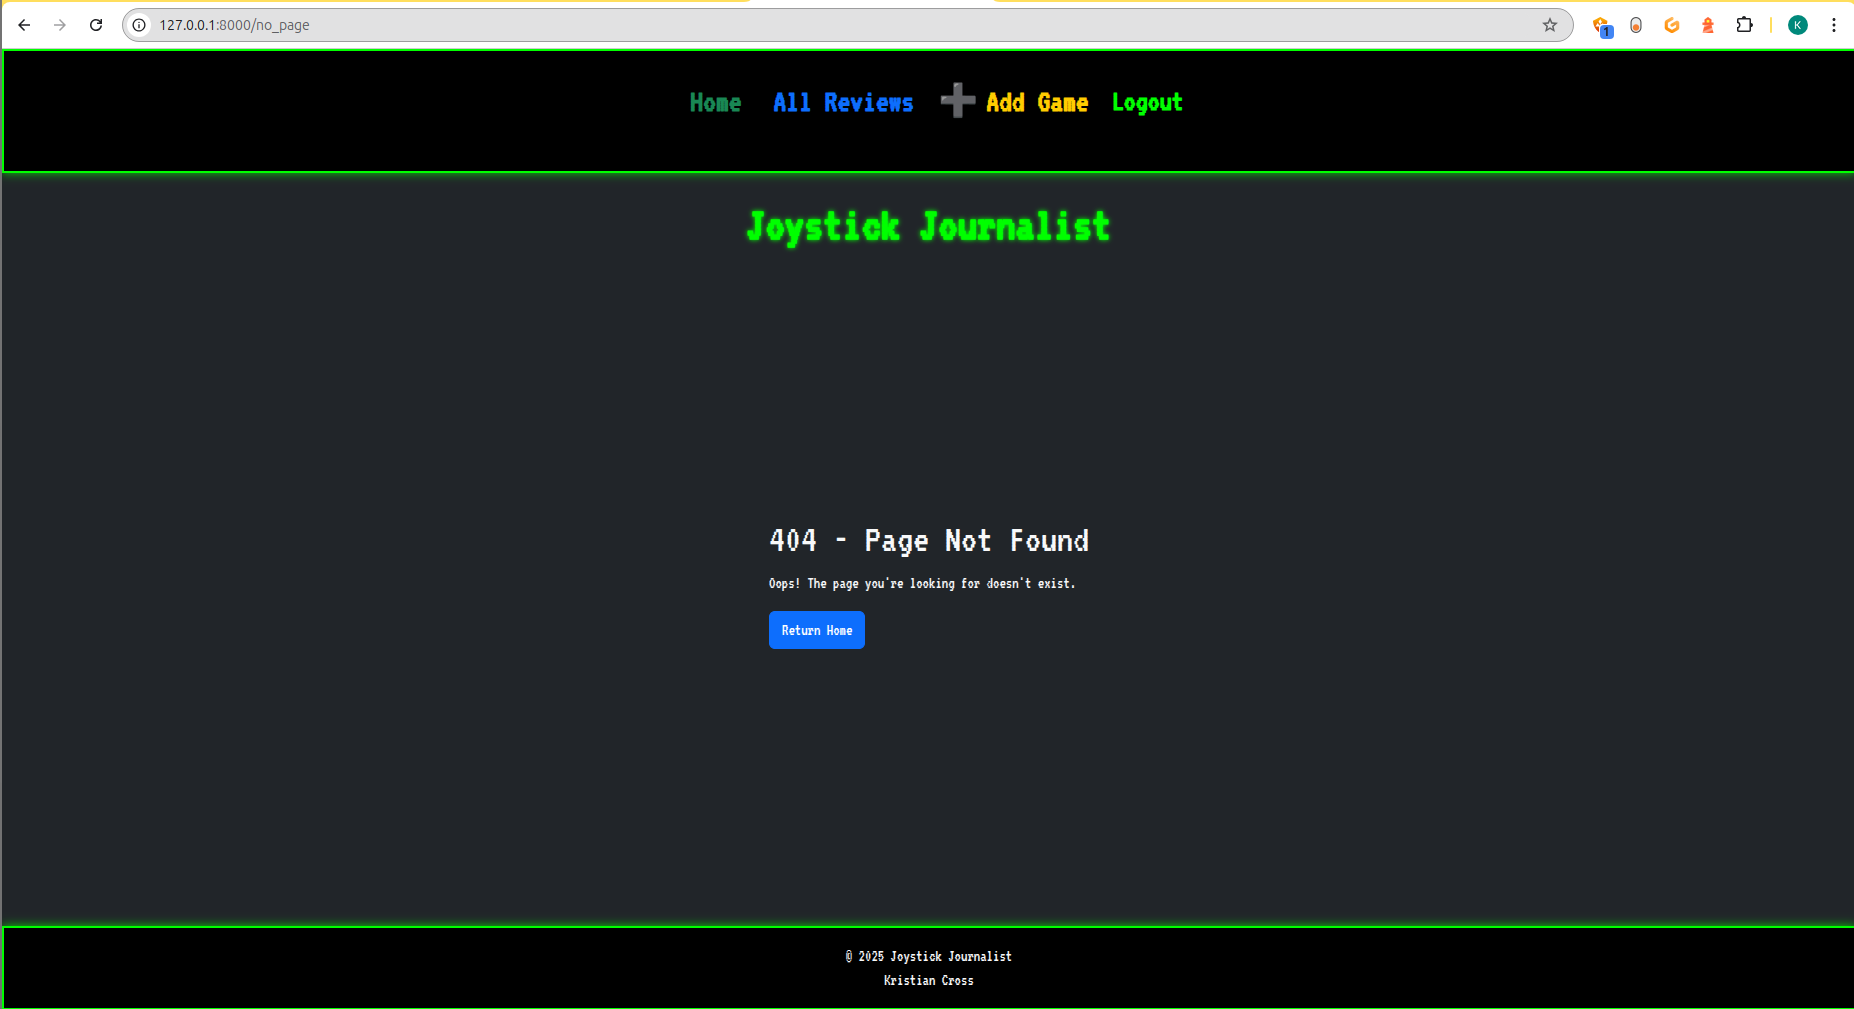 127.0.0.1:8000/no_page
1
K
Home All Reviews ➕ Add Game Logout
Joystick Journalist
404 - Page Not Found
Oops! The page you're looking for doesn't exist.
Return Home
© 2025 Joystick Journalist
Kristian Cross